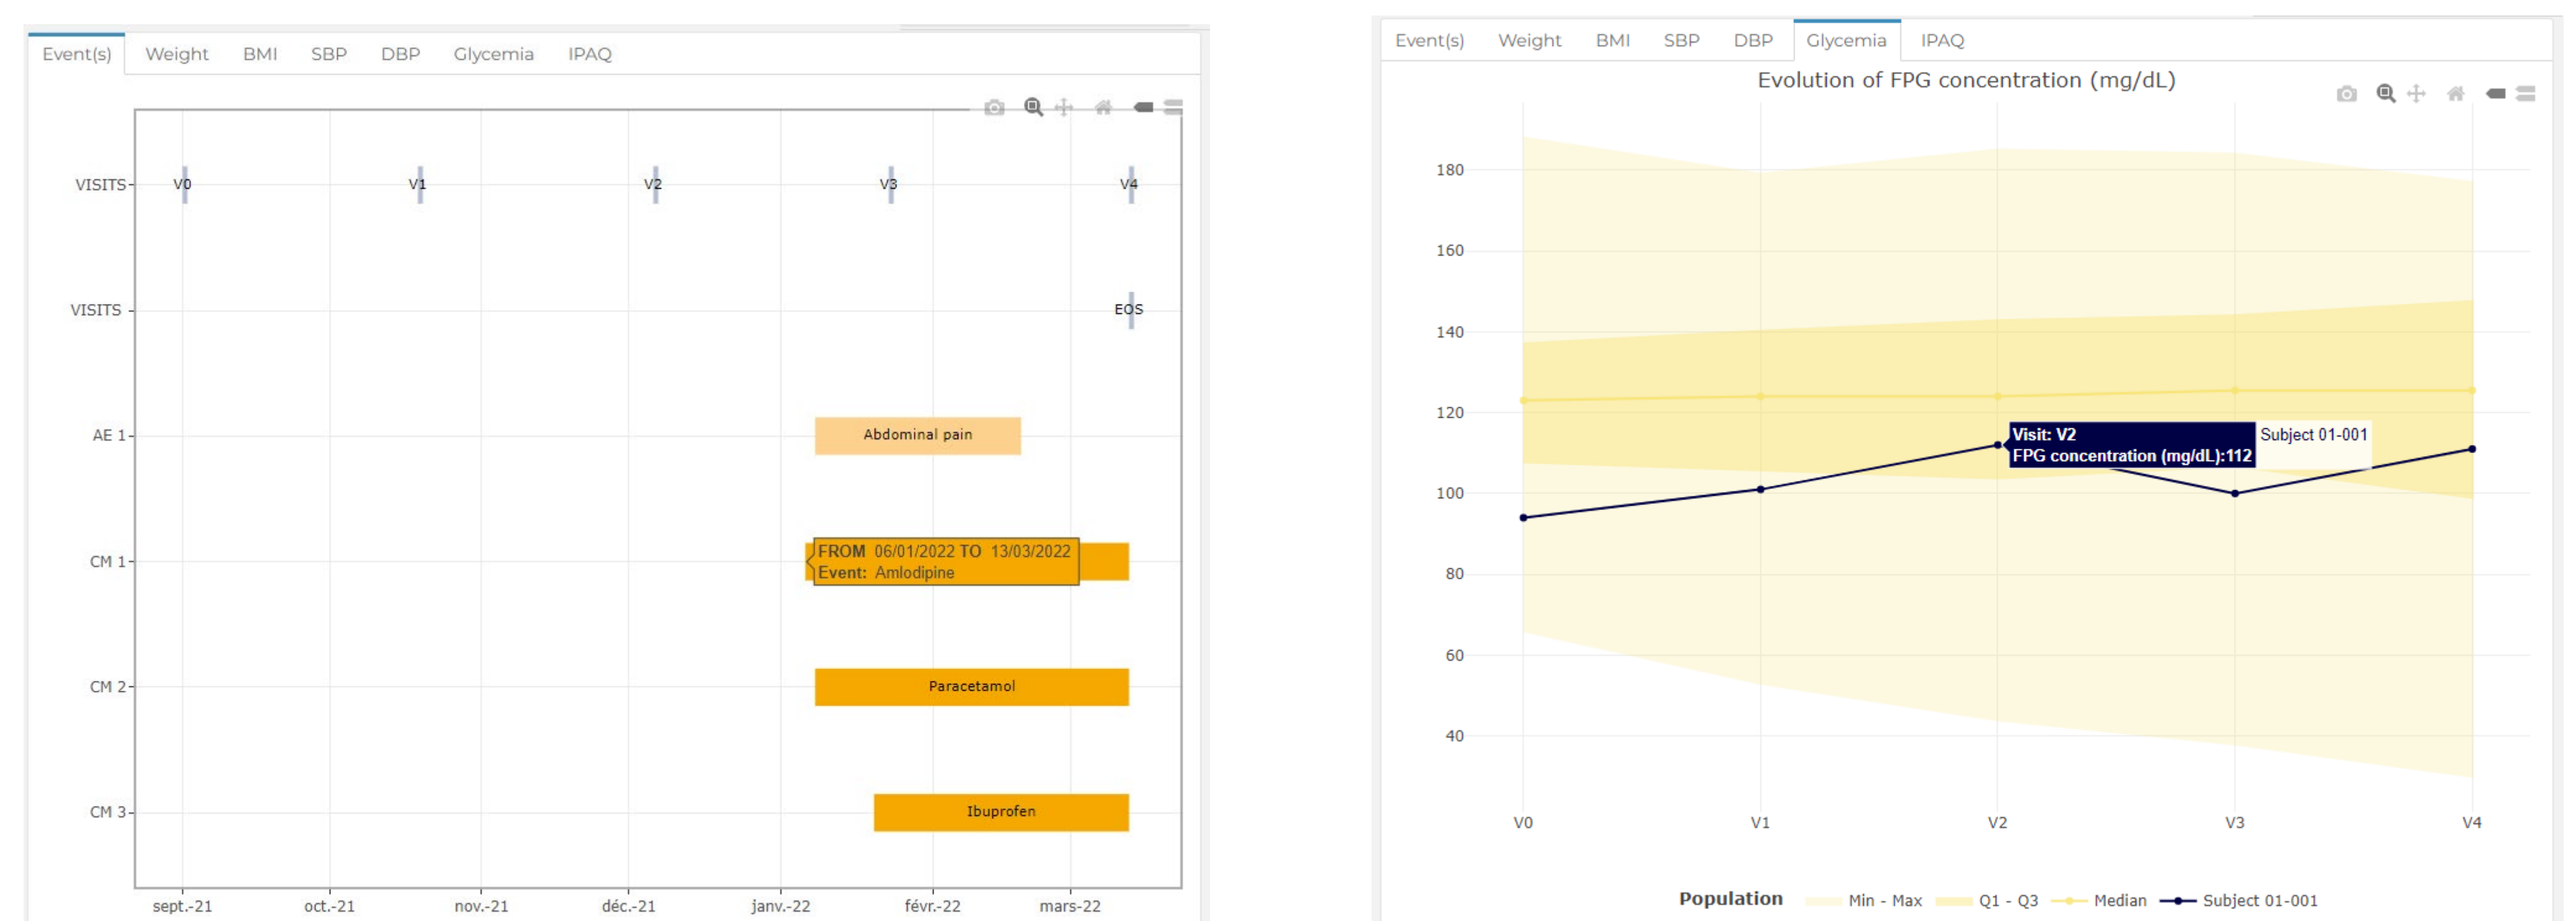 Event(s) Weight BMI SBP DBP Glycemia IPAQ
VISITS V0 V1 V2 V3 V4
VISITS EOS
AE 1 Abdominal pain
CM 1 FROM 06/01/2022 TO 13/03/2022
Event: Amlodipine
CM 2 Paracetamol
CM 3 Ibuprofen
sept.-21 oct.-21 nov.-21 déc.-21 janv.-22 févr.-22 mars-22
Event(s) Weight BMI SBP DBP Glycemia IPAQ
Evolution of FPG concentration (mg/dL)
180
160
140
120
100
80
60
40
Visit: V2 Subject 01-001
FPG concentration (mg/dL):112
V0 V1 V2 V3 V4
Population Min - Max Q1 - Q3 Median Subject 01-001